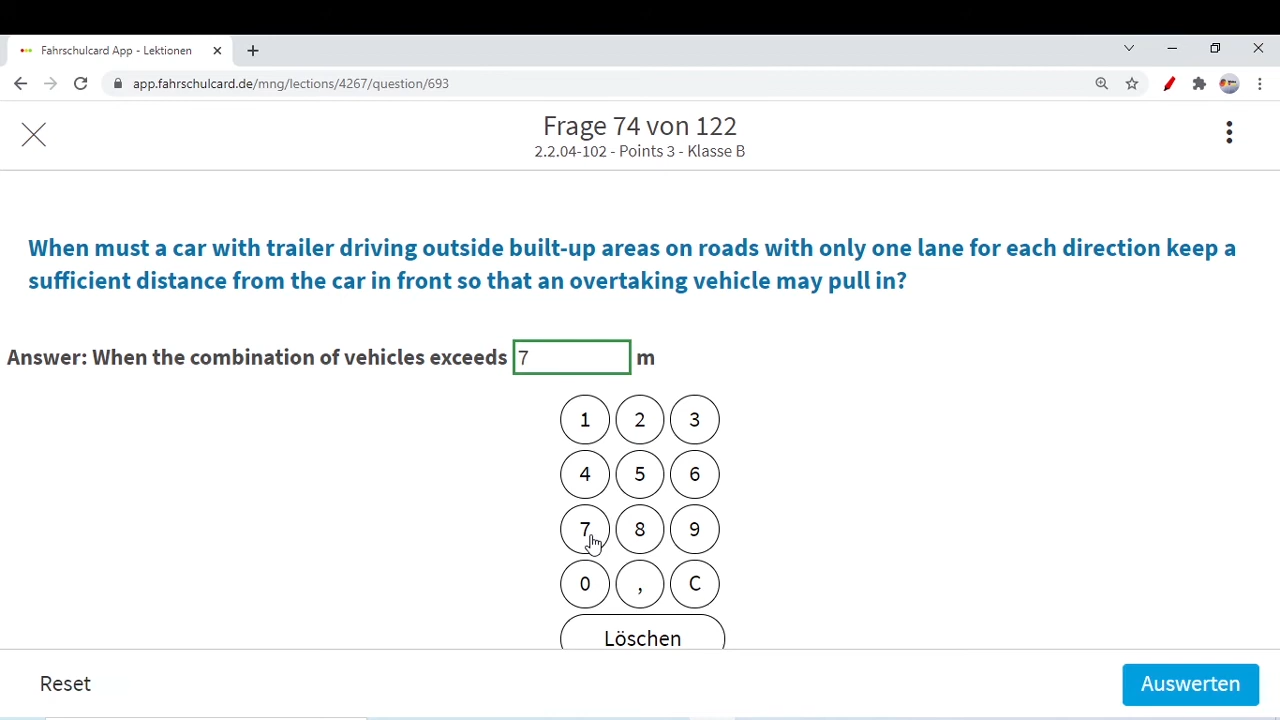 Fahrschulcard App - Lektionen
app.fahrschulcard.de/mng/lections/4267/question/693
Frage 74 von 122
2.2.04-102 - Points 3 - Klasse B
When must a car with trailer driving outside built-up areas on roads with only one lane for each direction keep a
sufficient distance from the car in front so that an overtaking vehicle may pull in?
Answer: When the combination of vehicles exceeds 7 m
1 2 3
4 5 6
7 8 9
0 , C
Löschen
Reset
Auswerten